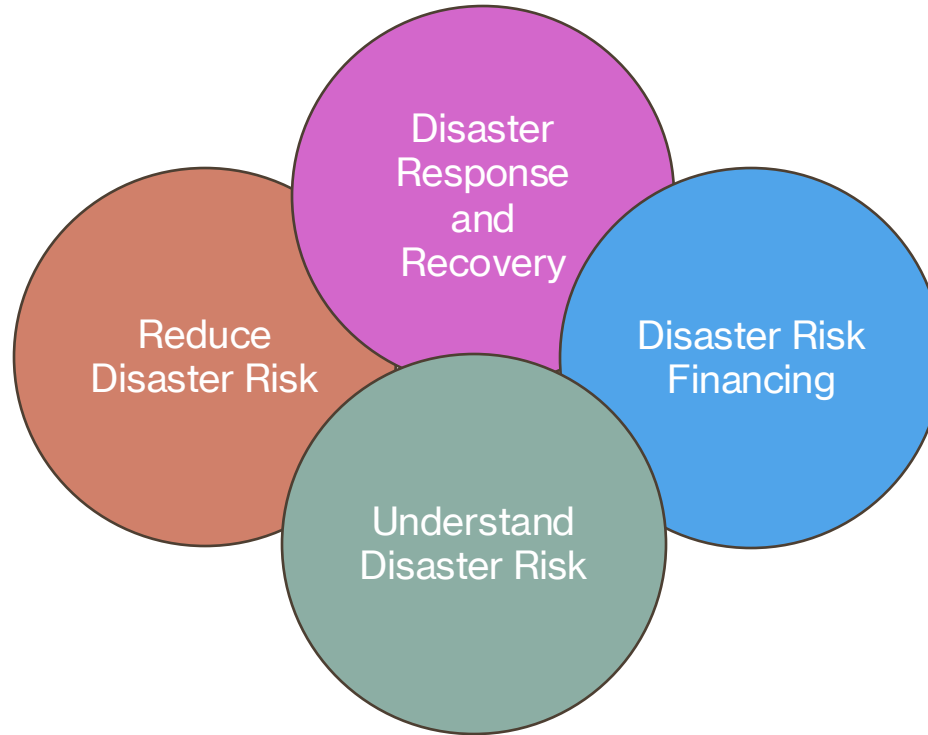 Disaster
Response
and
Recovery
Reduce
Disaster Risk
Disaster Risk
Financing
Understand
Disaster Risk